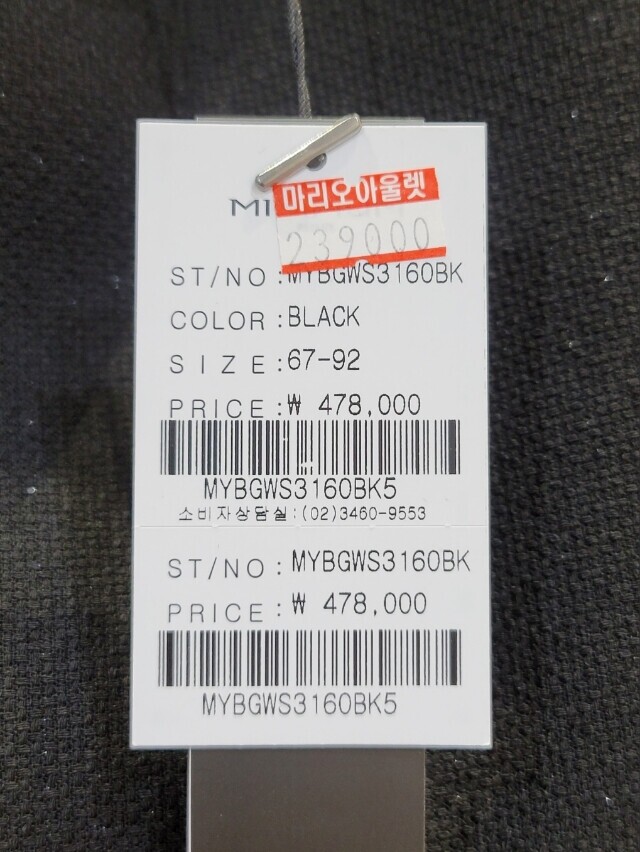 마리오아울렛
MI
239000
ST/NO:MYBGWS3160BK
COLOR:BLACK
SIZE:67-92
PRICE:₩ 478,000
MYBGWS3160BK5
소비자상담실:(02)3460-9553
ST/NO: MYBGWS3160BK
PRICE:₩ 478,000
MYBGWS3160BK5